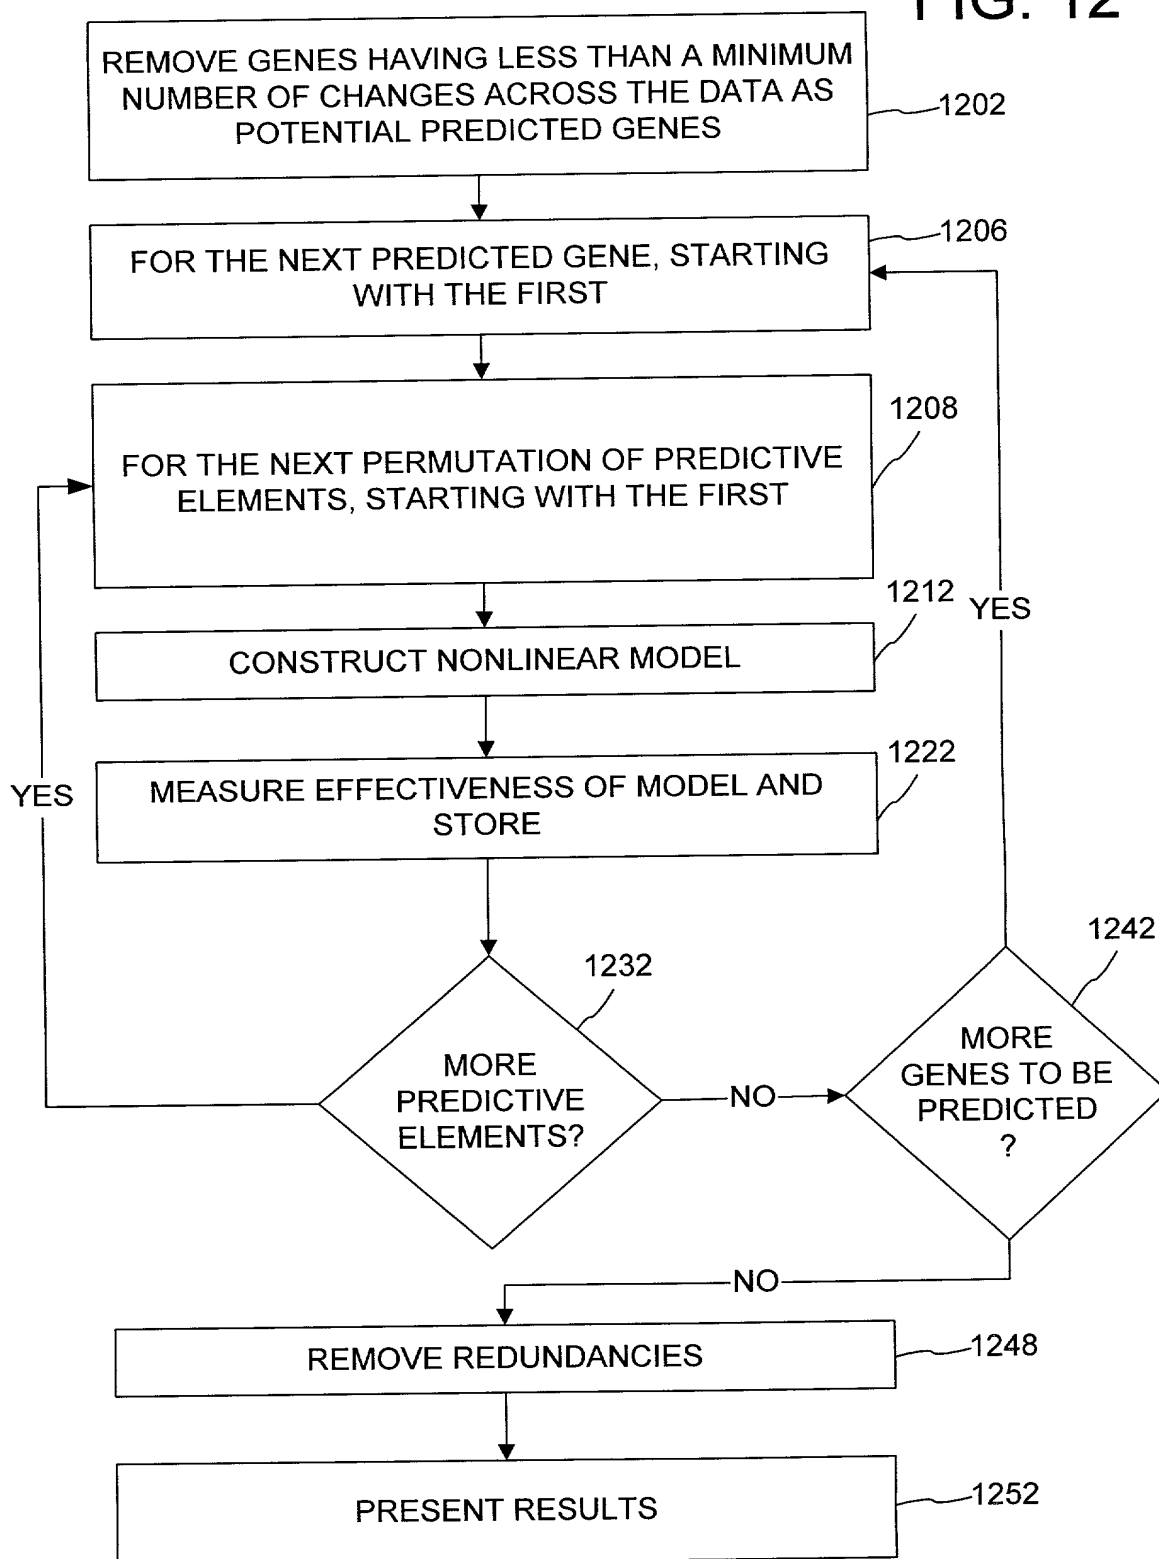 FIG. 12
REMOVE GENES HAVING LESS THAN A MINIMUM
NUMBER OF CHANGES ACROSS THE DATA AS
POTENTIAL PREDICTED GENES
1202
FOR THE NEXT PREDICTED GENE, STARTING
WITH THE FIRST
1206
FOR THE NEXT PERMUTATION OF PREDICTIVE
ELEMENTS, STARTING WITH THE FIRST
1208
CONSTRUCT NONLINEAR MODEL
1212
YES
MEASURE EFFECTIVENESS OF MODEL AND
STORE
1222
YES
MORE
PREDICTIVE
ELEMENTS?
1232
NO
MORE
GENES TO BE
PREDICTED
?
1242
NO
REMOVE REDUNDANCIES
1248
PRESENT RESULTS
1252